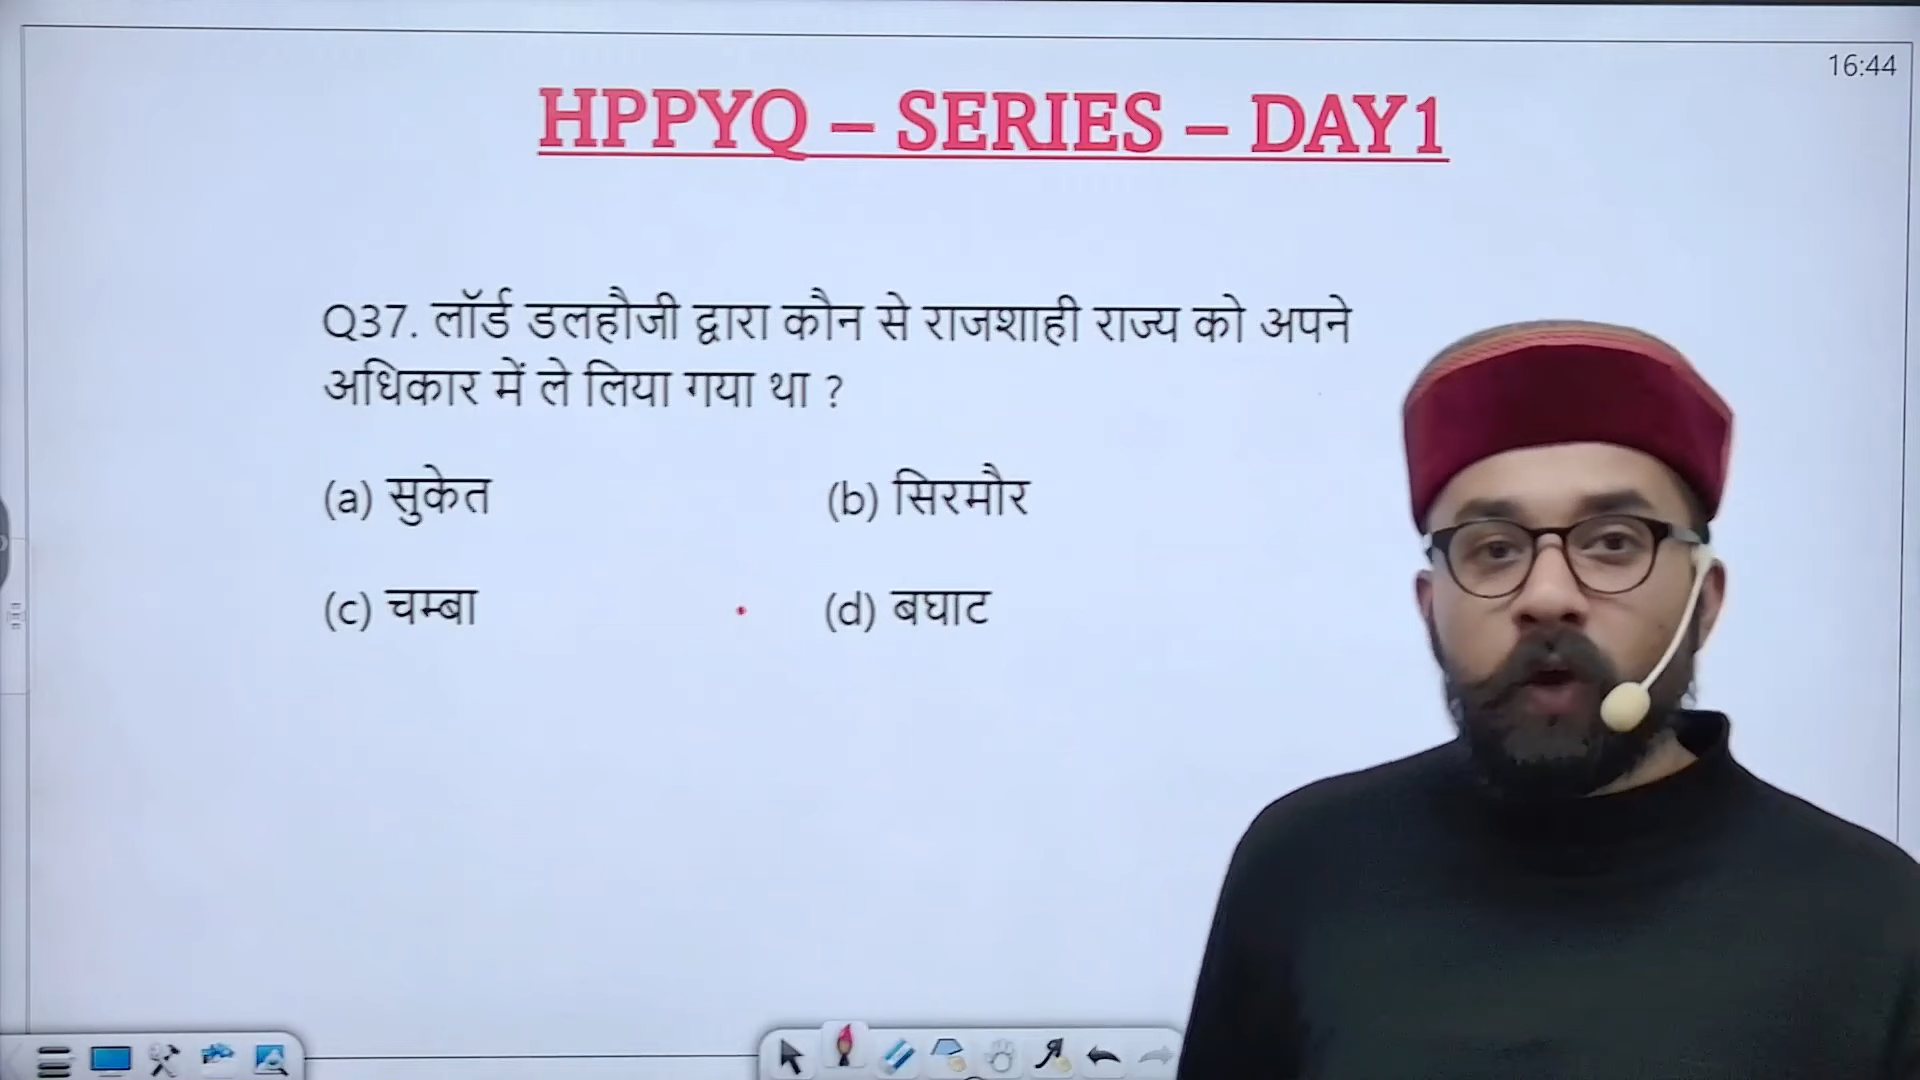 16:44
HPPYQ – SERIES – DAY1
Q37. लॉर्ड डलहौजी द्वारा कौन से राजशाही राज्य को अपने
अधिकार में ले लिया गया था ?
(a) सुकेत (b) सिरमौर
(c) चम्बा (d) बघाट